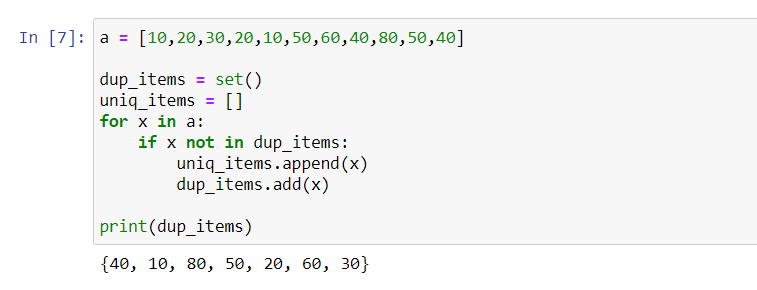 In [7]: a = [10,20,30,20,10,50,60,40,80,50,40]
dup_items = set()
uniq_items = []
for x in a:
    if x not in dup_items:
        uniq_items.append(x)
        dup_items.add(x)
print(dup_items)
{40, 10, 80, 50, 20, 60, 30}